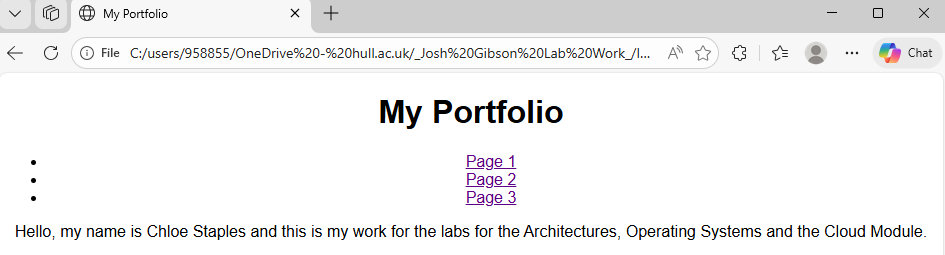 My Portfolio
File C:/users/958855/OneDrive%20-%20hull.ac.uk/_Josh%20Gibson%20Lab%20Work_/I...
Copilot
My Portfolio
Page 1
Page 2
Page 3
Hello, my name is Chloe Staples and this is my work for the labs for the Architectures, Operating Systems and the Cloud Module.